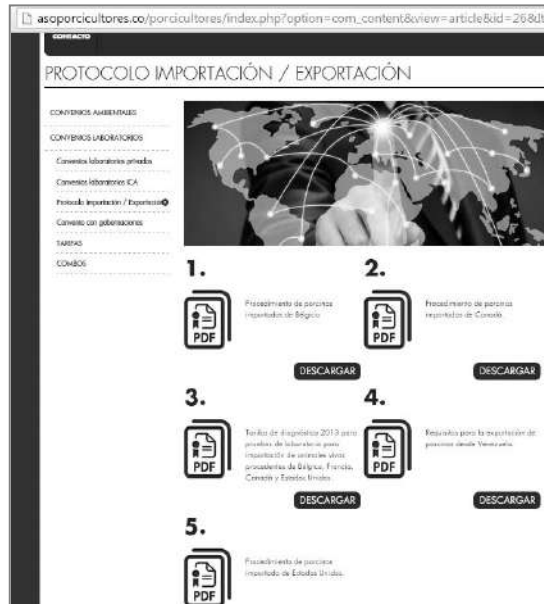 asoporcicultores.co/porcicultores/index.php?option=com_content&view=article&id=268
CONTACTO
PROTOCOLO IMPORTACIÓN / EXPORTACIÓN
CONVENIOS AMBIENTALES
CONVENIOS LABORATORIOS
Convenios laboratorios privados
Convenios laboratorios ICA
Protocolo Importación / Exportación
Convenio con gobernaciones
TARIFAS
COMBOS
1.
PDF
Procedimiento de porcinos
importados de Bélgica
DESCARGAR
2.
PDF
Procedimiento de porcinos
importados de Canadá
DESCARGAR
3.
PDF
Tarifas de diagnóstico 2013 para
pruebas de laboratorio para
importación de animales vivos
procedentes de Bélgica, Francia,
Canadá y Estados Unidos
DESCARGAR
4.
PDF
Requisitos para la exportación de
porcinos desde Venezuela
DESCARGAR
5.
PDF
Procedimiento de porcinos
importado de Estados Unidos.